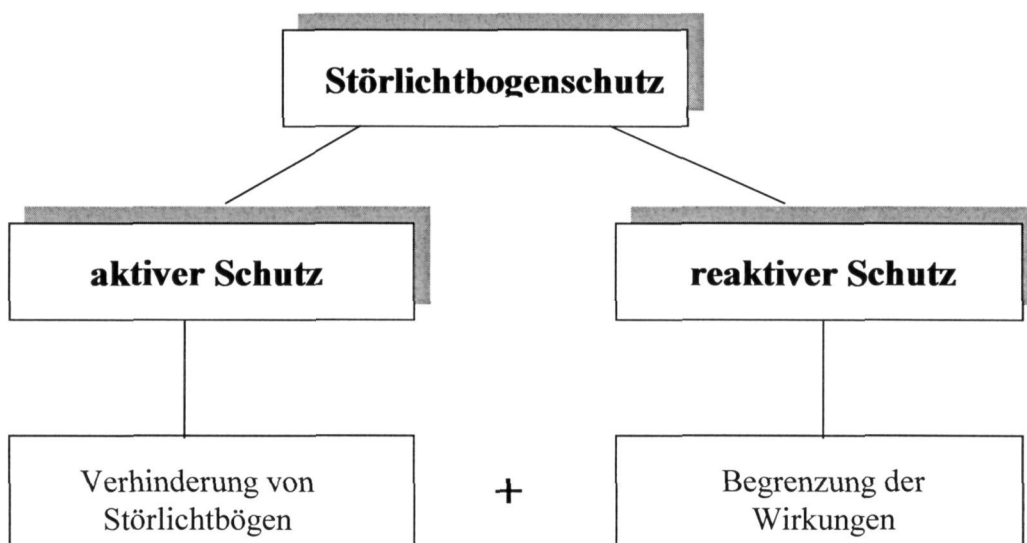 Störlichtbogenschutz
aktiver Schutz
reaktiver Schutz
Verhinderung von
Störlichtbögen
+
Begrenzung der
Wirkungen